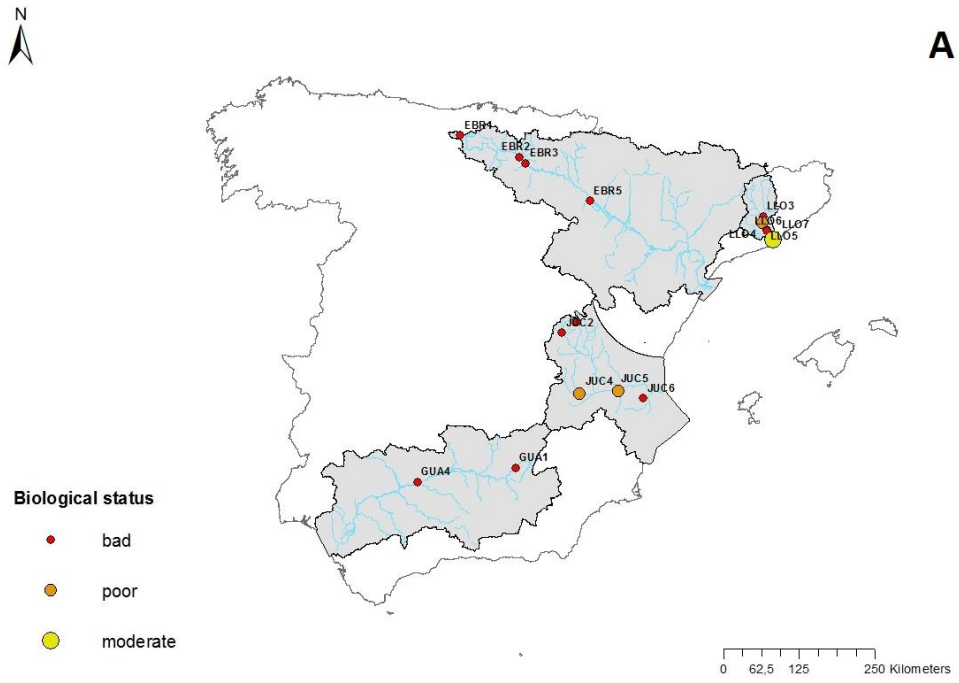 N
A
EBR1
EBR2
EBR3
EBR5
LLO3
LLO6
LLO7
LLO4
LLO5
JUC2
JUC4
JUC5
JUC6
GUA1
GUA4
Biological status
bad
poor
moderate
0 62,5 125 250 Kilometers